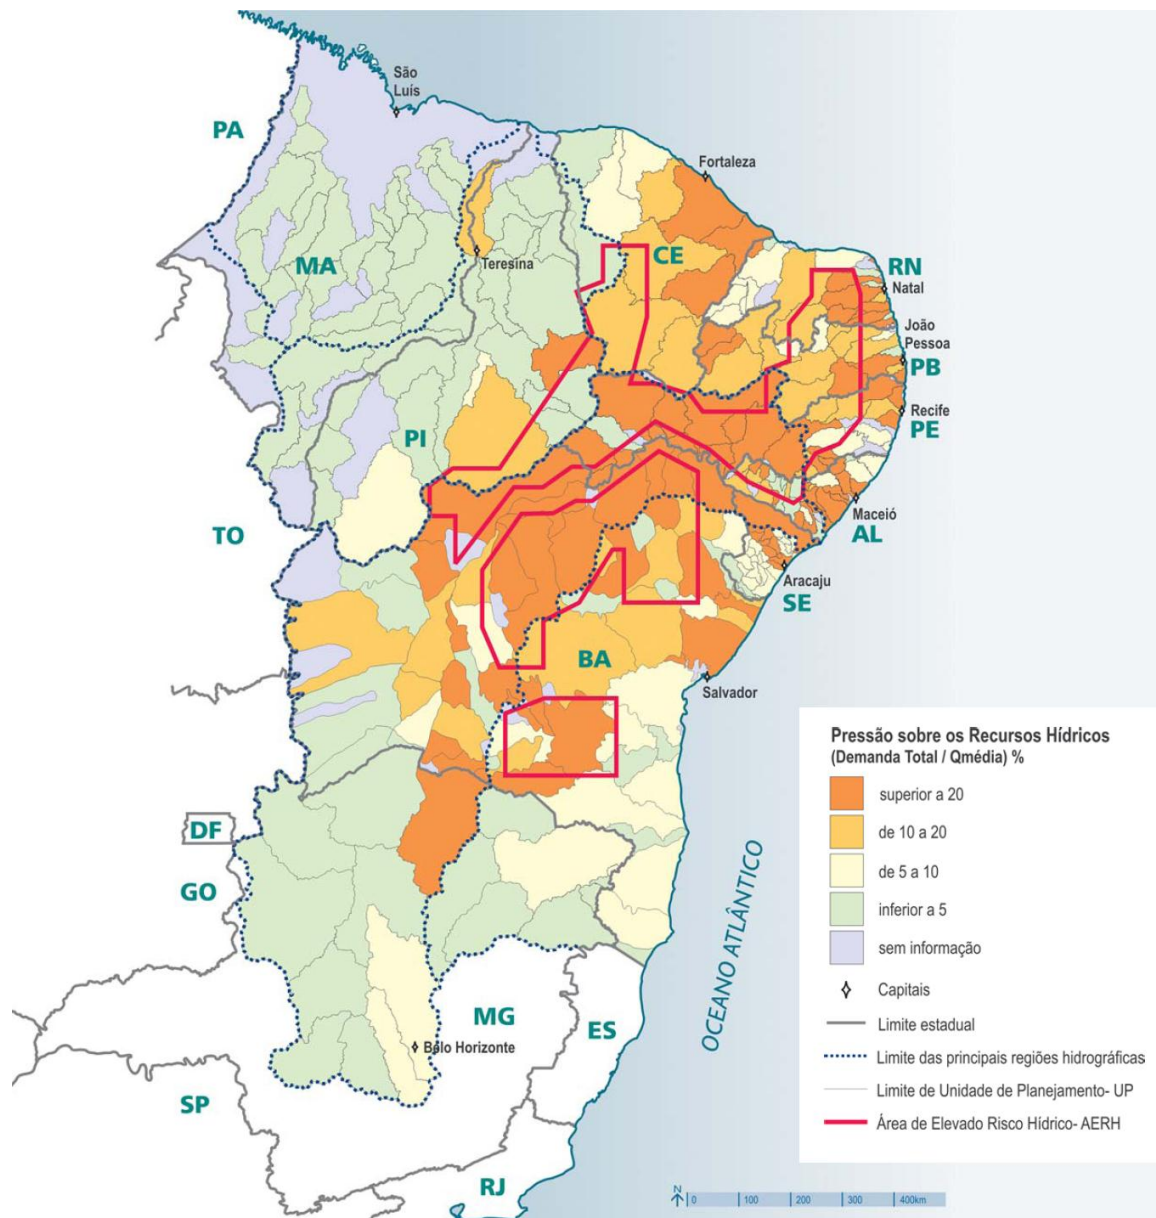 São
Luís
PA
Fortaleza
CE
MA
Teresina
RN
Natal
João
Pessoa
PB
Recife
PE
PI
Maceió
AL
TO
Aracaju
SE
BA
Salvador
DF
GO
OCEANO ATLÂNTICO
MG
ES
Belo Horizonte
SP
RJ
Pressão sobre os Recursos Hídricos
(Demanda Total / Qmédia) %
superior a 20
de 10 a 20
de 5 a 10
inferior a 5
sem informação
Capitais
Limite estadual
Limite das principais regiões hidrográficas
Limite de Unidade de Planejamento- UP
Área de Elevado Risco Hídrico- AERH
N 0 100 200 300 400km